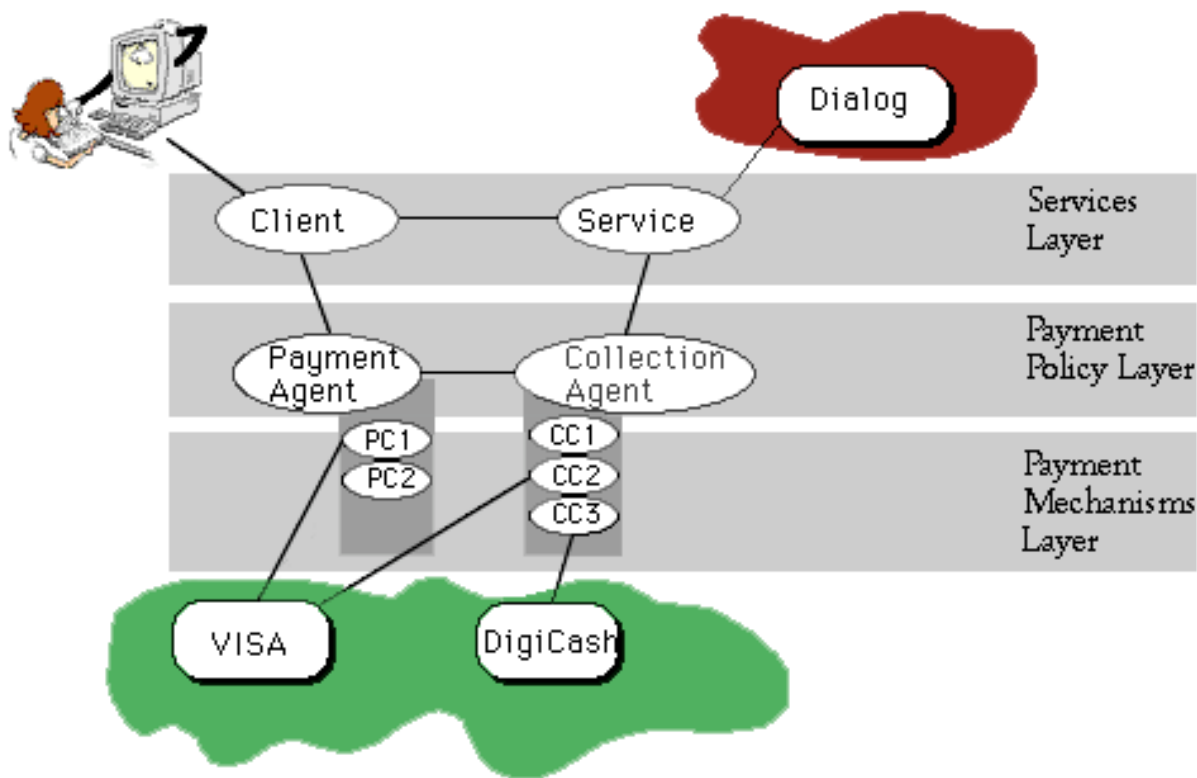 Dialog
Client
Service
Services
Layer
Payment
Agent
Collection
Agent
Payment
Policy Layer
PC1
PC2
CC1
CC2
CC3
Payment
Mechanisms
Layer
VISA
DigiCash